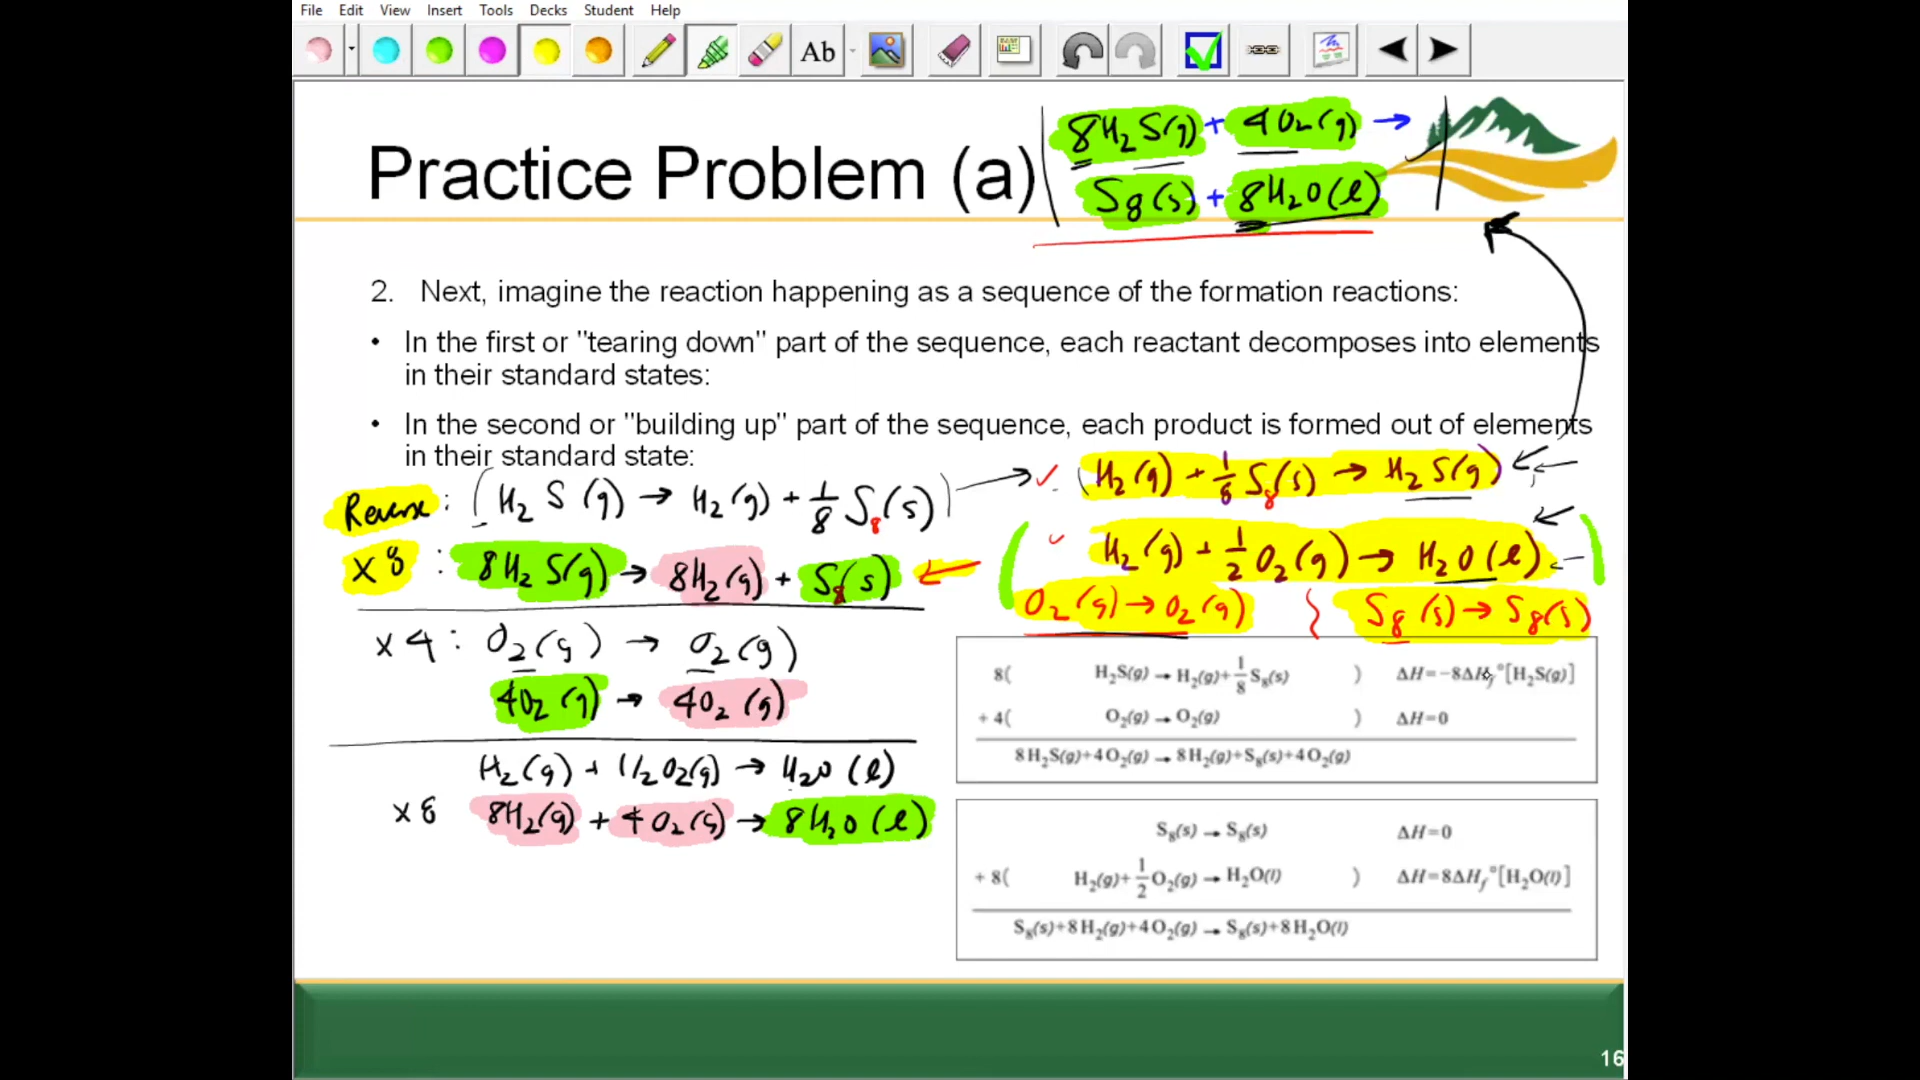 File Edit View Insert Tools Decks Student Help
Ab
Practice Problem (a)
8H₂S(g) + 4O₂(g) →
S₈(s) + 8H₂O(l)
2. Next, imagine the reaction happening as a sequence of the formation reactions:
• In the first or "tearing down" part of the sequence, each reactant decomposes into elements
in their standard states:
• In the second or "building up" part of the sequence, each product is formed out of elements
in their standard state:
Reverse : (H₂S(g) → H₂(g) + 1/8 S₈(s))
x8 : 8H₂S(g) → 8H₂(g) + S₈(s)
x4 : O₂(g) → O₂(g)
4O₂(g) → 4O₂(g)
H₂(g) + 1/2O₂(g) → H₂O(l)
x8 8H₂(g) + 4O₂(g) → 8H₂O(l)
✓ (H₂(g) + 1/8 S₈(s) → H₂S(g)
✓ H₂(g) + 1/2 O₂(g) → H₂O(l)
O₂(g) → O₂(g) S₈(s) → S₈(s)
8( H₂S(g) → H₂(g)+1/8 S₈(s) ) ΔH=−8ΔH_f°[H₂S(g)]
+ 4( O₂(g) → O₂(g) ) ΔH=0
8H₂S(g)+4O₂(g) → 8H₂(g)+S₈(s)+4O₂(g)
S₈(s) → S₈(s) ΔH=0
+ 8( H₂(g)+1/2 O₂(g) → H₂O(l) ) ΔH=8ΔH_f°[H₂O(l)]
S₈(s)+8H₂(g)+4O₂(g) → S₈(s)+8H₂O(l)
16